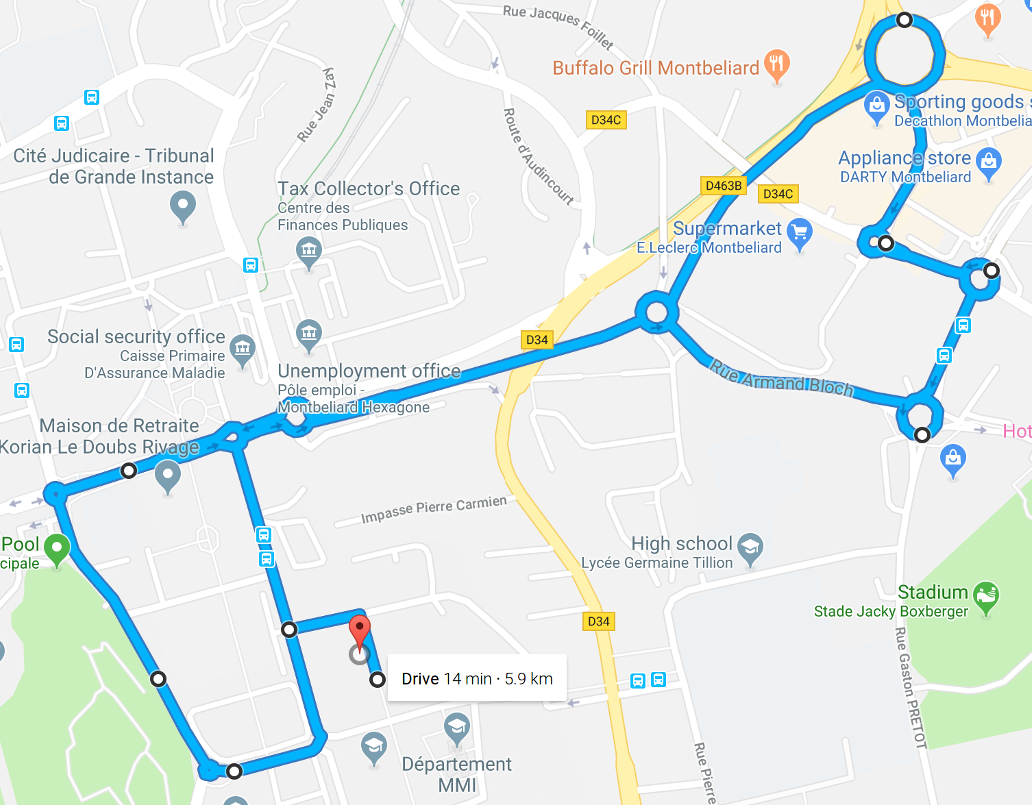 Rue Jacques Foillet
Buffalo Grill Montbeliard
Rue Jean Zay
D34C
Route d'Audincourt
Sporting goods s
Decathlon Montbelia
Cité Judicaire - Tribunal
de Grande Instance
Appliance store
DARTY Montbeliard
Tax Collector's Office
Centre des
Finances Publiques
D463B
D34C
Supermarket
E.Leclerc Montbeliard
Social security office
Caisse Primaire
D'Assurance Maladie
D34
Unemployment office
Pôle emploi -
Montbeliard Hexagone
Rue Armand Bloch
Maison de Retraite
Korian Le Doubs Rivage
Hot
Impasse Pierre Carmien
Pool
cipale
High school
Lycée Germaine Tillion
Stadium
Stade Jacky Boxberger
D34
Rue Gaston PRETOT
Drive 14 min · 5.9 km
Département
MMI
Rue Pierre